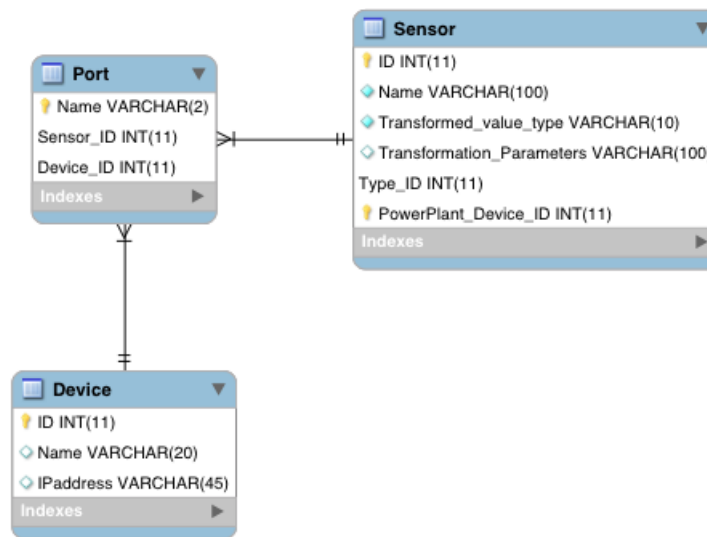 Sensor
ID INT(11)
Name VARCHAR(100)
Transformed_value_type VARCHAR(10)
Transformation_Parameters VARCHAR(100
Type_ID INT(11)
PowerPlant_Device_ID INT(11)
Indexes
Port
Name VARCHAR(2)
Sensor_ID INT(11)
Device_ID INT(11)
Indexes
Device
ID INT(11)
Name VARCHAR(20)
IPaddress VARCHAR(45)
Indexes